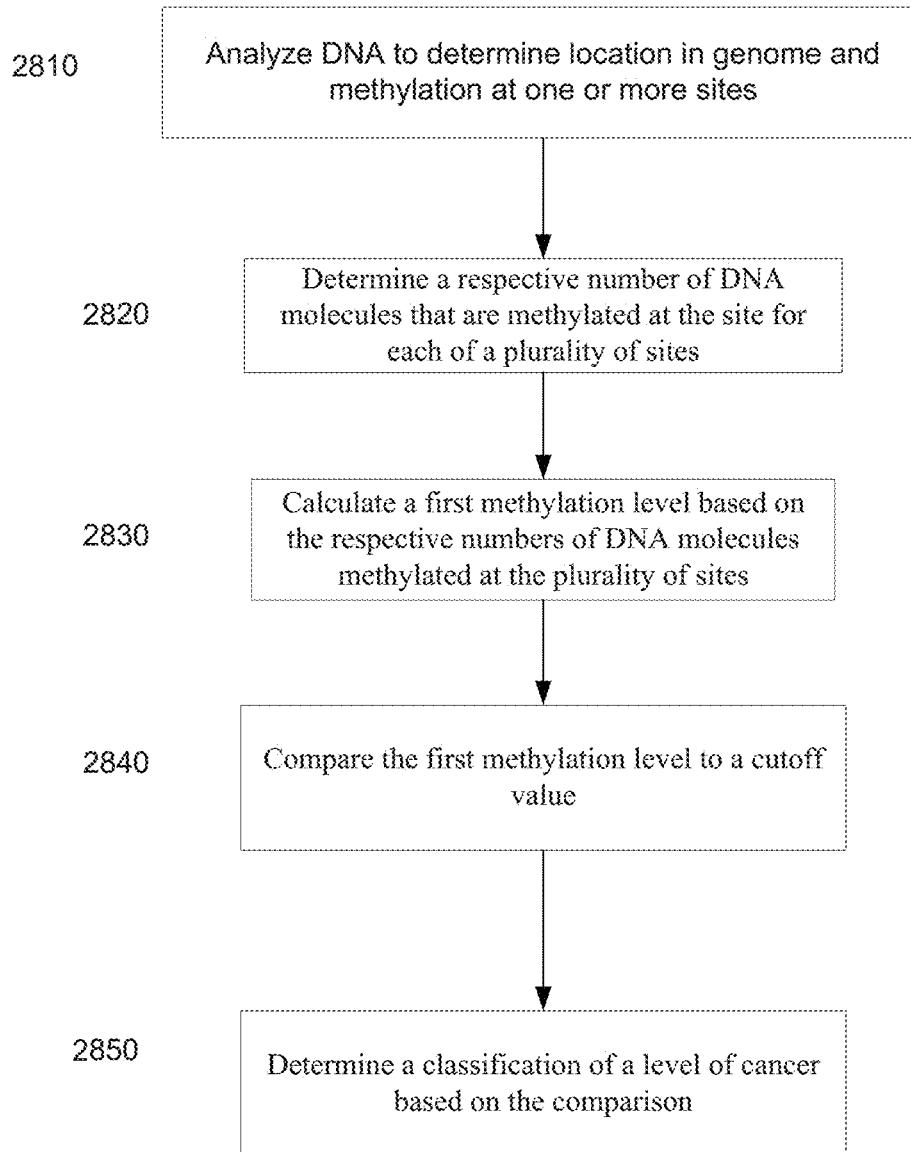 2810
Analyze DNA to determine location in genome and
methylation at one or more sites
2820
Determine a respective number of DNA
molecules that are methylated at the site for
each of a plurality of sites
2830
Calculate a first methylation level based on
the respective numbers of DNA molecules
methylated at the plurality of sites
2840
Compare the first methylation level to a cutoff
value
2850
Determine a classification of a level of cancer
based on the comparison